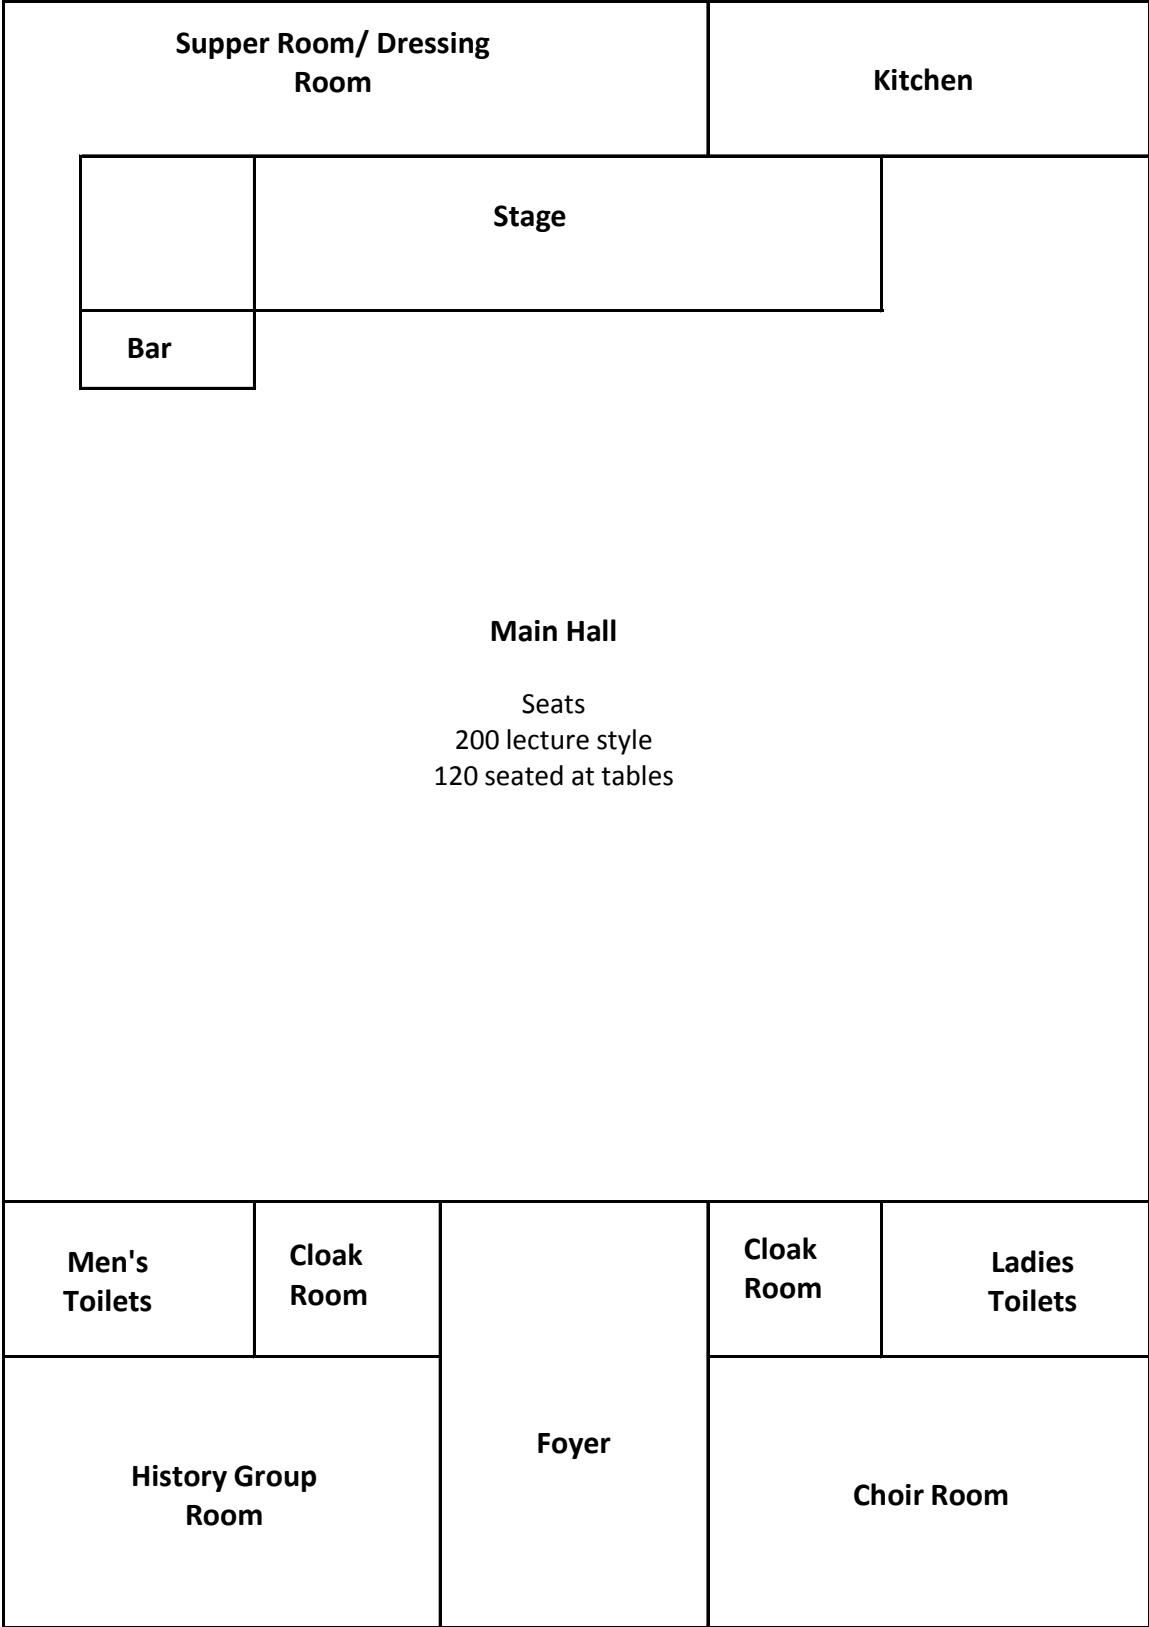 Supper Room/ Dressing
Room
Kitchen
Stage
Bar
Main Hall
Seats
200 lecture style
120 seated at tables
Men's
Toilets
Cloak
Room
Cloak
Room
Ladies
Toilets
Foyer
History Group
Room
Choir Room